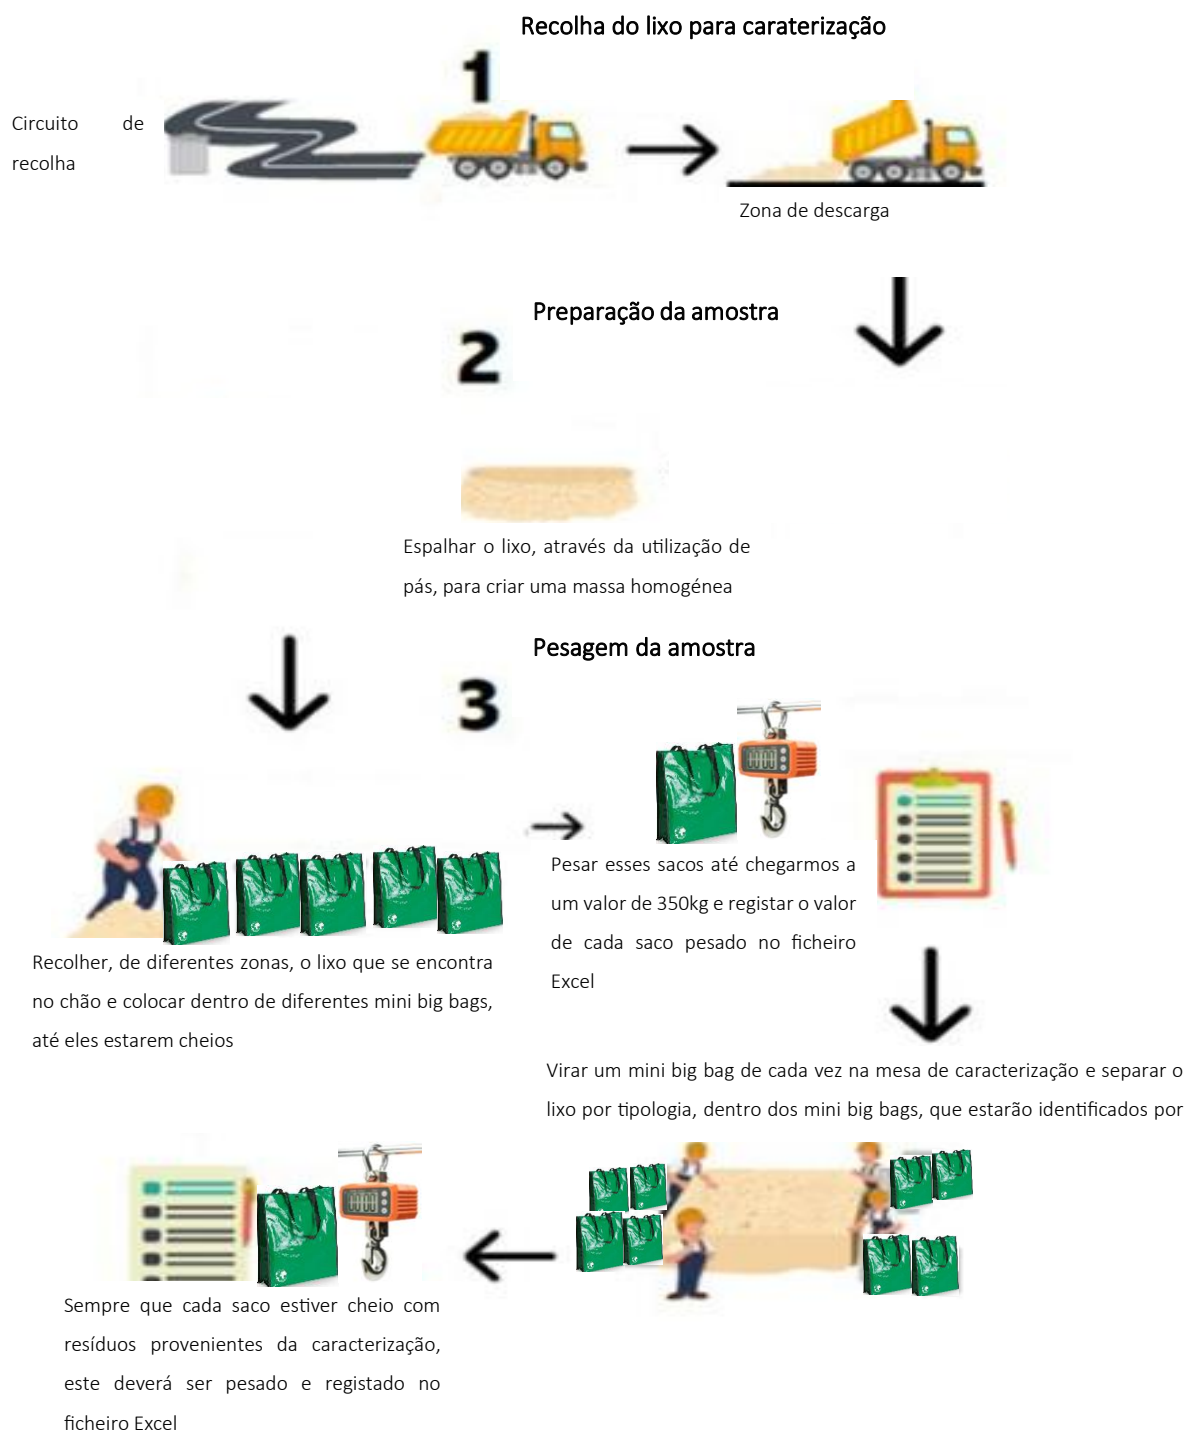 Recolha do lixo para caraterização
1
Circuito de
recolha
Zona de descarga
Preparação da amostra
2
Espalhar o lixo, através da utilização de
pás, para criar uma massa homogénea
Pesagem da amostra
3
Recolher, de diferentes zonas, o lixo que se encontra
no chão e colocar dentro de diferentes mini big bags,
até eles estarem cheios
Pesar esses sacos até chegarmos a
um valor de 350kg e registar o valor
de cada saco pesado no ficheiro
Excel
Virar um mini big bag de cada vez na mesa de caracterização e separar o
lixo por tipologia, dentro dos mini big bags, que estarão identificados por
Sempre que cada saco estiver cheio com
resíduos provenientes da caracterização,
este deverá ser pesado e registado no
ficheiro Excel